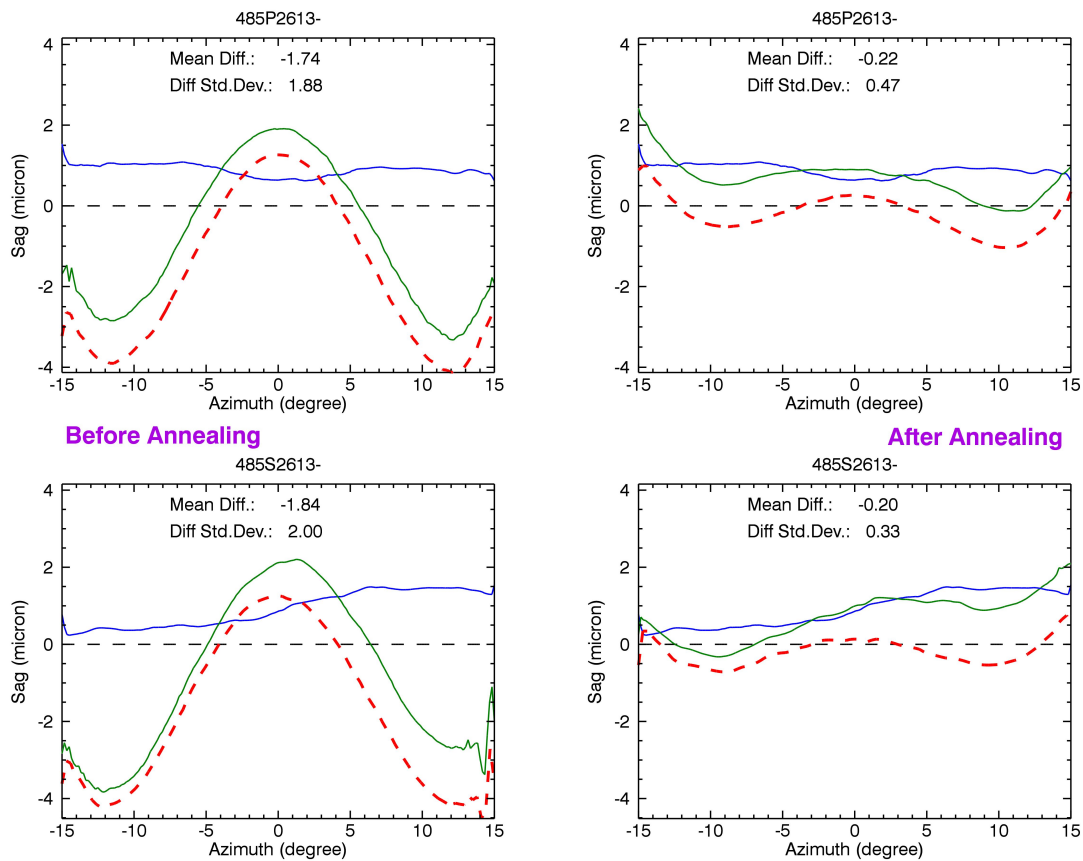 485P2613-
Mean Diff.: -1.74
Diff Std.Dev.: 1.88
Sag (micron)
4
2
0
-2
-4
-15 -10 -5 0 5 10 15
Azimuth (degree)
485P2613-
Mean Diff.: -0.22
Diff Std.Dev.: 0.47
Sag (micron)
4
2
0
-2
-4
-15 -10 -5 0 5 10 15
Azimuth (degree)
Before Annealing
After Annealing
485S2613-
Mean Diff.: -1.84
Diff Std.Dev.: 2.00
Sag (micron)
4
2
0
-2
-4
-15 -10 -5 0 5 10 15
Azimuth (degree)
485S2613-
Mean Diff.: -0.20
Diff Std.Dev.: 0.33
Sag (micron)
4
2
0
-2
-4
-15 -10 -5 0 5 10 15
Azimuth (degree)